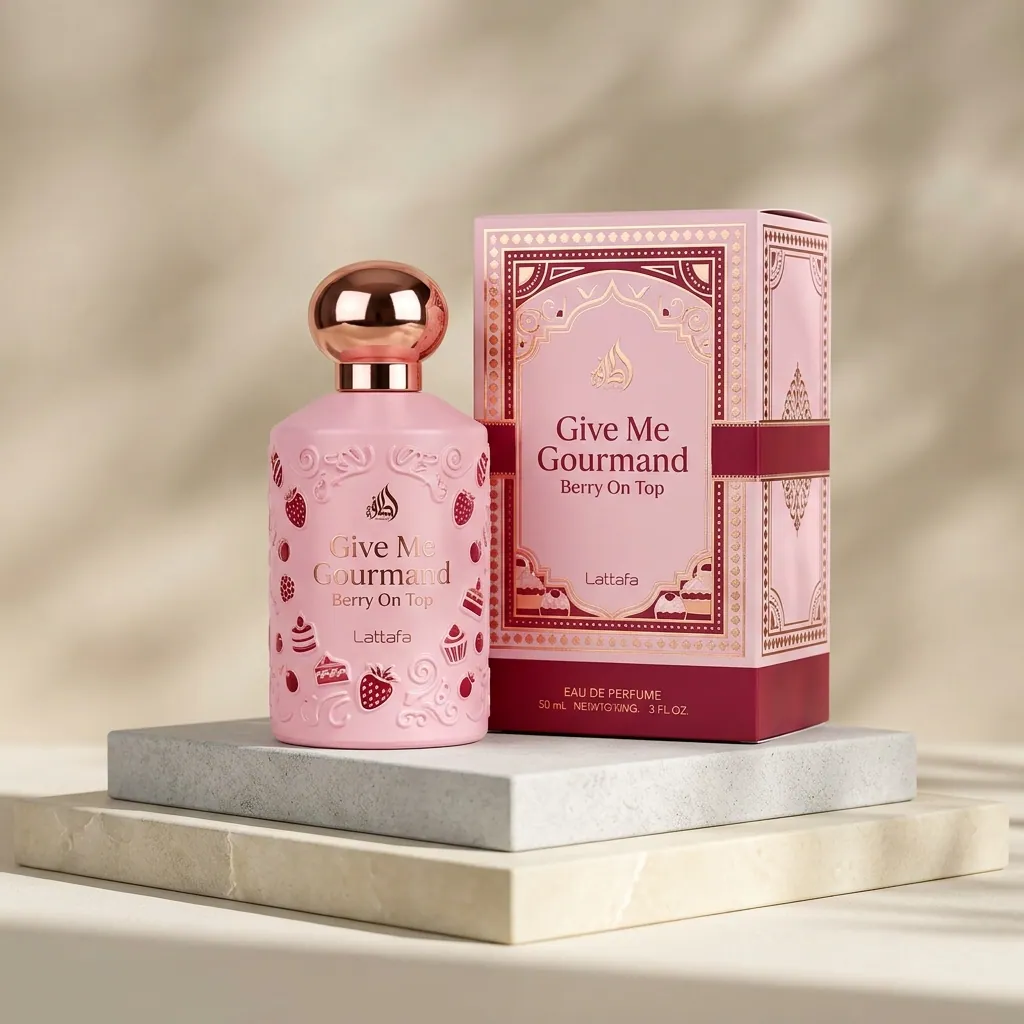 Give Me
Gourmand
Berry On Top
Lattafa
Give Me
Gourmand
Berry On Top
Lattafa
EAU DE PERFUME
50 mL 3 FL OZ.